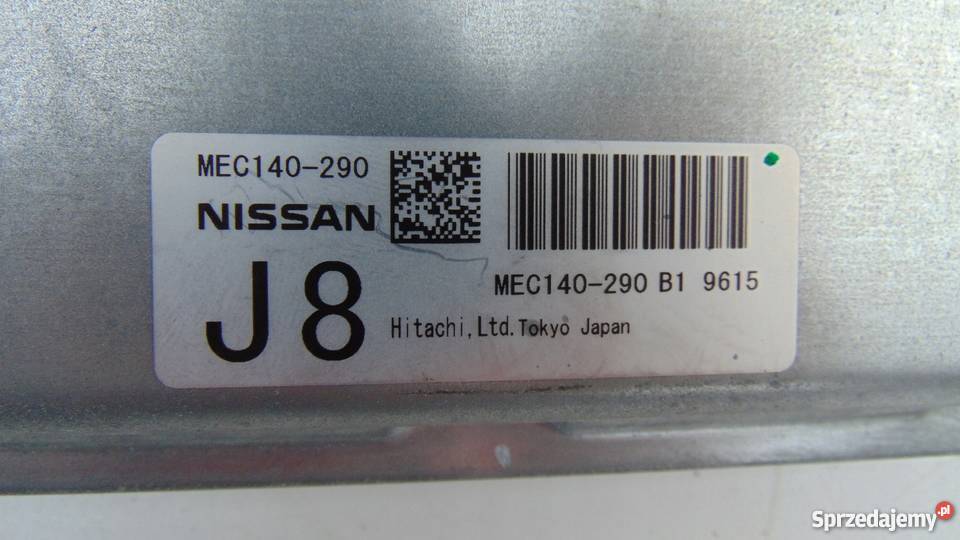 MEC140-290
NISSAN
J8
MEC140-290 B1 9615
Hitachi,Ltd.Tokyo Japan
Sprzedajemy.pl